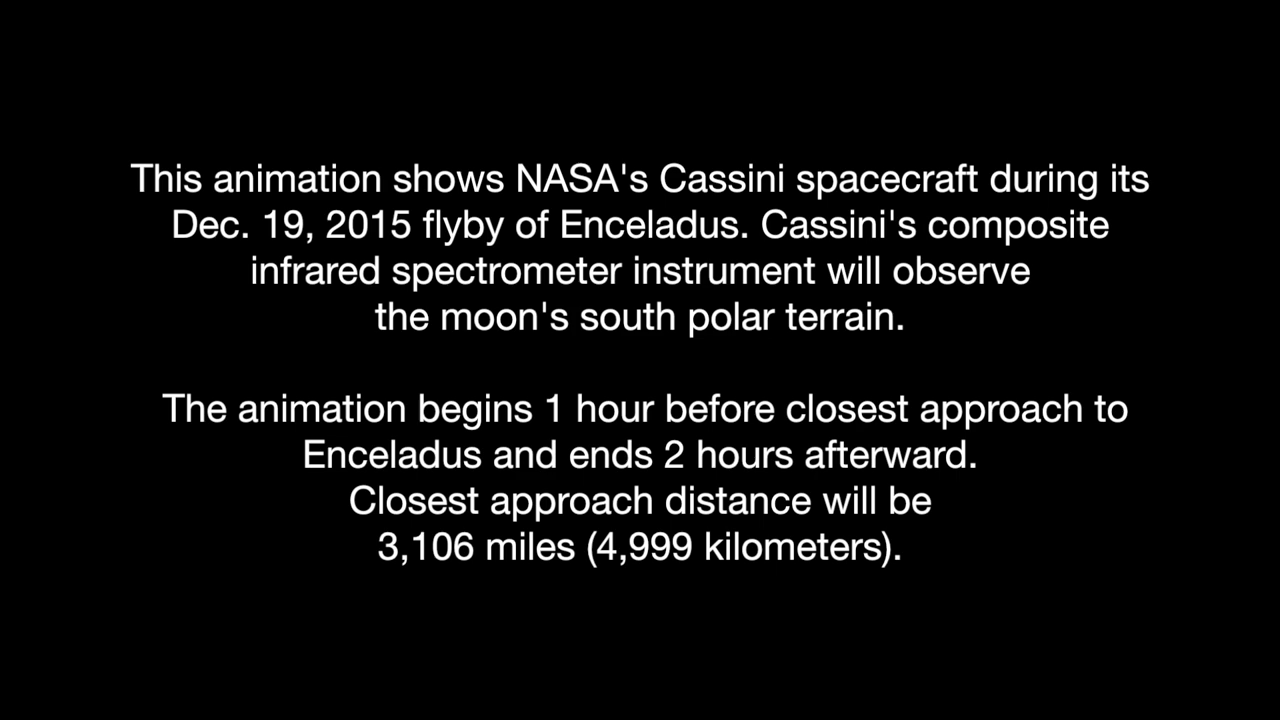 This animation shows NASA's Cassini spacecraft during its
Dec. 19, 2015 flyby of Enceladus. Cassini's composite
infrared spectrometer instrument will observe
the moon's south polar terrain.
The animation begins 1 hour before closest approach to
Enceladus and ends 2 hours afterward.
Closest approach distance will be
3,106 miles (4,999 kilometers).